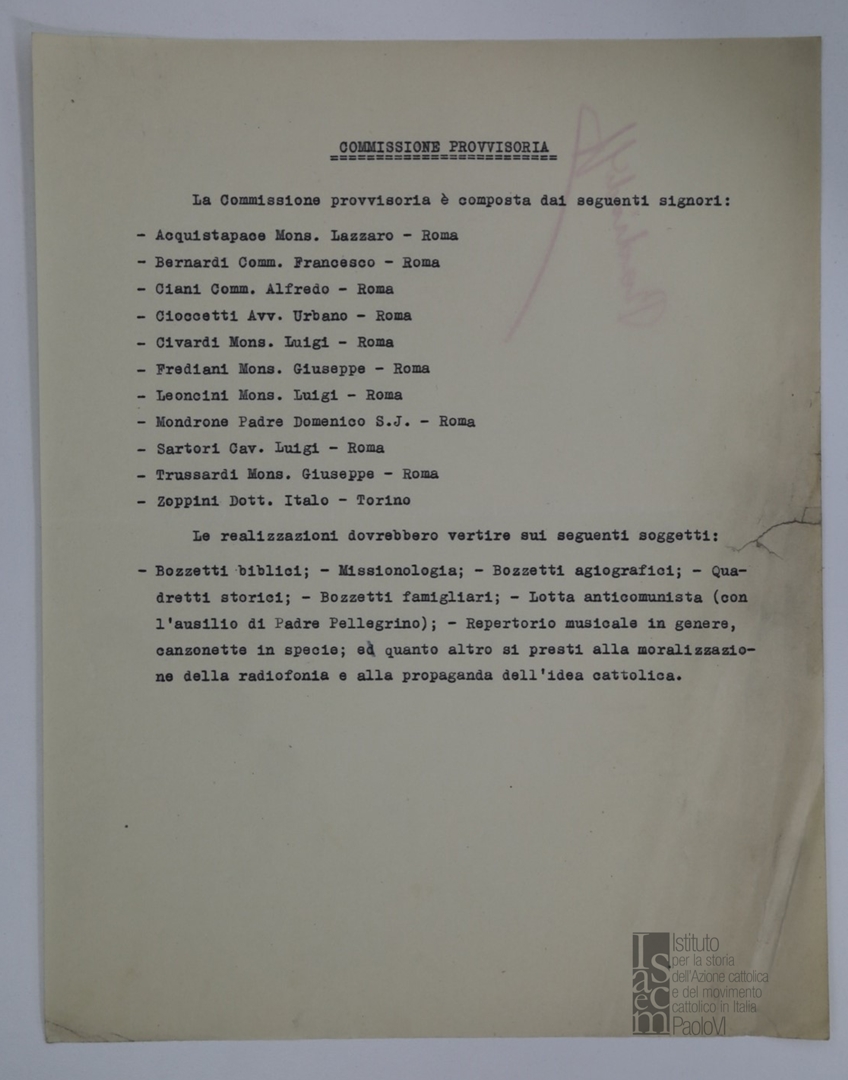 COMMISSIONE PROVVISORIA
La Commissione provvisoria è composta dai seguenti signori:
- Acquistapace Mons. Lazzaro - Roma
- Bernardi Comm. Francesco - Roma
- Ciani Comm. Alfredo - Roma
- Cioccetti Avv. Urbano - Roma
- Civardi Mons. Luigi - Roma
- Frediani Mons. Giuseppe - Roma
- Leoncini Mons. Luigi - Roma
- Mondrone Padre Domenico S.J. - Roma
- Sartori Cav. Luigi - Roma
- Trussardi Mons. Giuseppe - Roma
- Zoppini Dott. Italo - Torino
Le realizzazioni dovrebbero vertire sui seguenti soggetti:
- Bozzetti biblici; - Missionologia; - Bozzetti agiografici; - Qua-
dretti storici; - Bozzetti famigliari; - Lotta anticomunista (con
l'ausilio di Padre Pellegrino); - Repertorio musicale in genere,
canzonette in specie; ed quanto altro si presti alla moralizzazio-
ne della radiofonia e alla propaganda dell'idea cattolica.
Isacem
Istituto
per la storia
dell'Azione cattolica
e del movimento
cattolico in Italia
PaoloVI